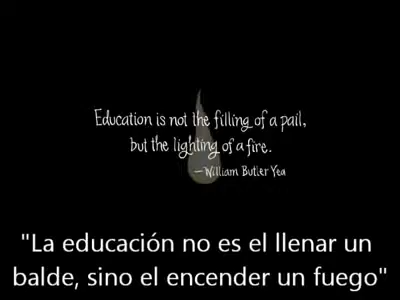 Education is not the filling of a pail,
but the lighting of a fire.
—William Butler Yea
"La educación no es el llenar un
balde, sino el encender un fuego"